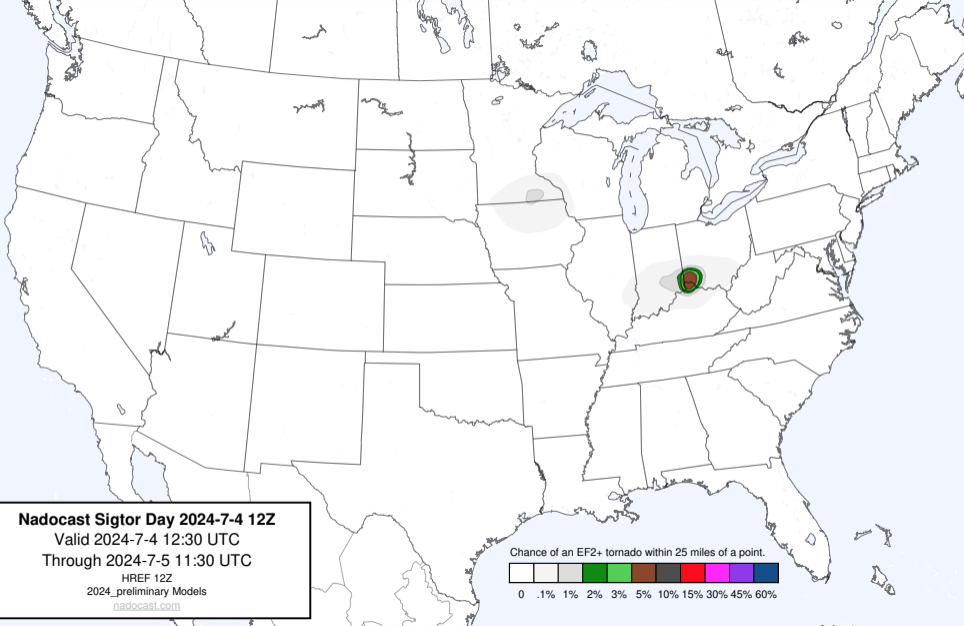 Nadocast Sigtor Day 2024-7-4 12Z
Valid 2024-7-4 12:30 UTC
Through 2024-7-5 11:30 UTC
HREF 12Z
2024_preliminary Models
nadocast.com
Chance of an EF2+ tornado within 25 miles of a point.
0 .1% 1% 2% 3% 5% 10% 15% 30% 45% 60%